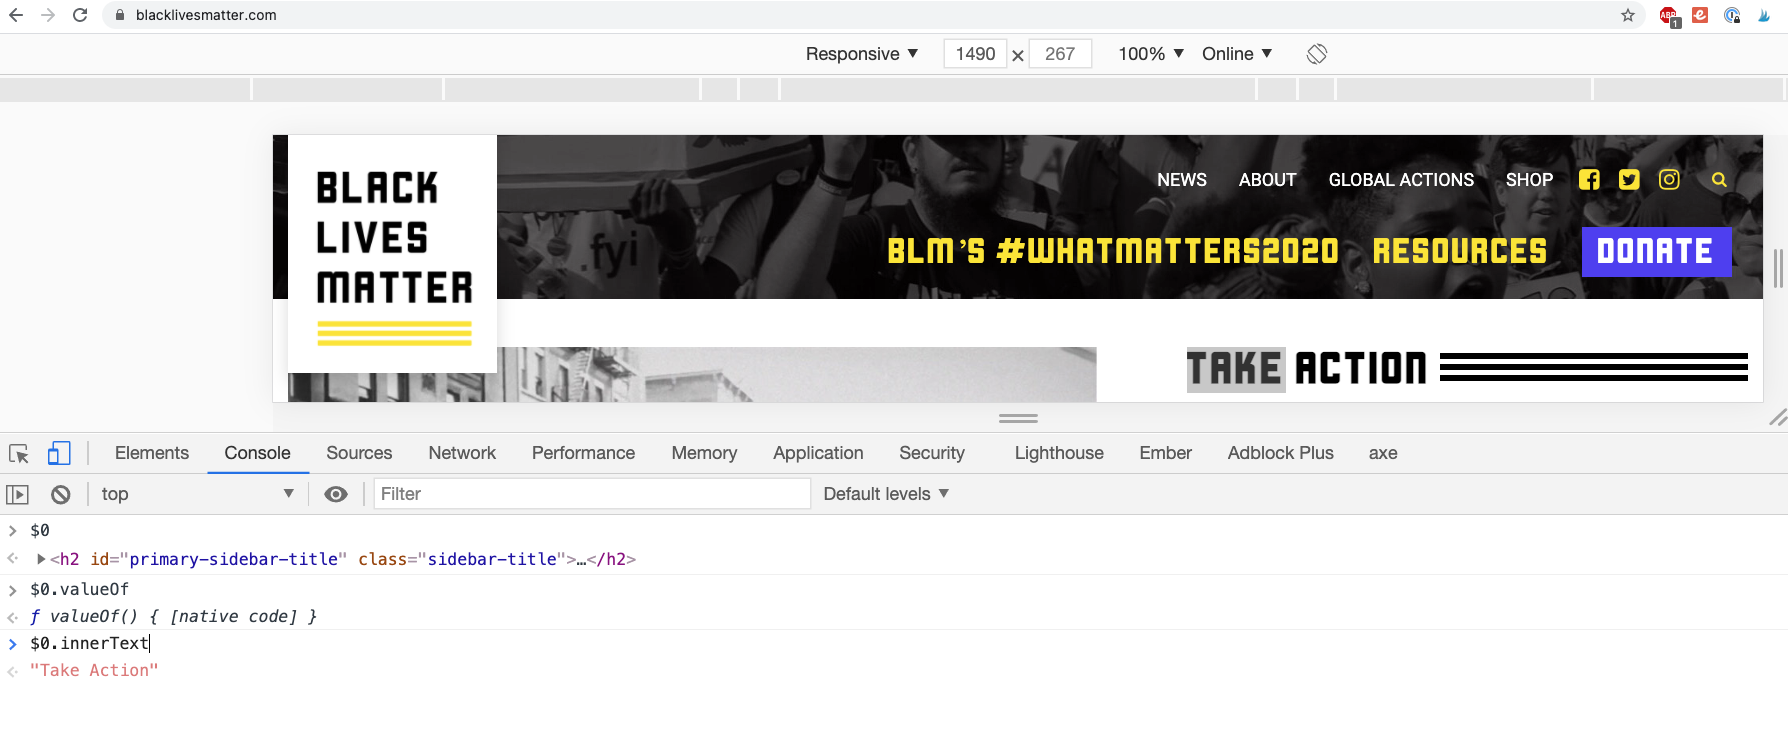 blacklivesmatter.com
ABP
1
Responsive ▼ 1490 × 267 100% ▼ Online ▼
BLACK
LIVES
MATTER
.fyi
NEWS ABOUT GLOBAL ACTIONS SHOP
BLM’S #WHATMATTERS2020 RESOURCES DONATE
TAKE ACTION
Elements Console Sources Network Performance Memory Application Security Lighthouse Ember Adblock Plus axe
top ▼ Filter Default levels ▼
> $0
<h2 id="primary-sidebar-title" class="sidebar-title">…</h2>
> $0.valueOf
ƒ valueOf() { [native code] }
> $0.innerText
"Take Action"